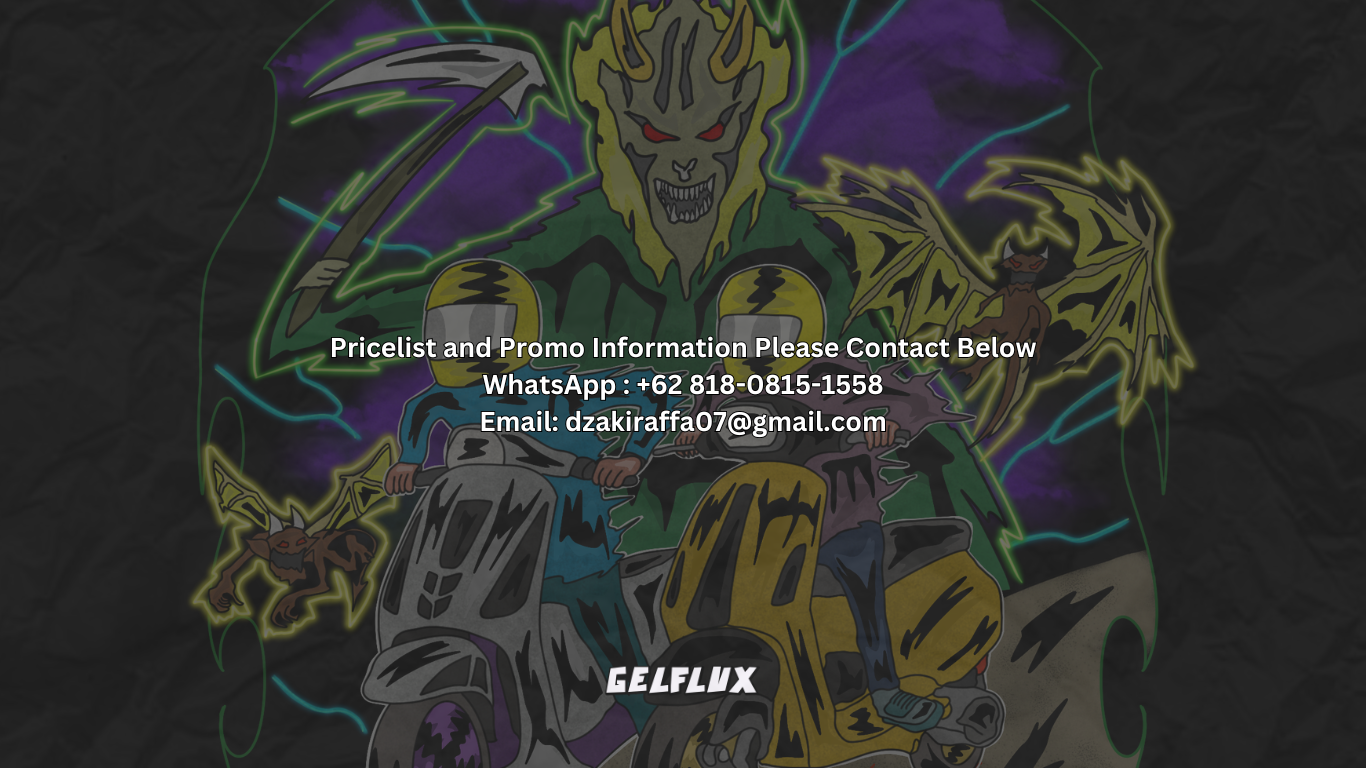 Pricelist and Promo Information Please Contact Below
WhatsApp : +62 818-0815-1558
Email: dzakiraffa07@gmail.com
GELFLUX